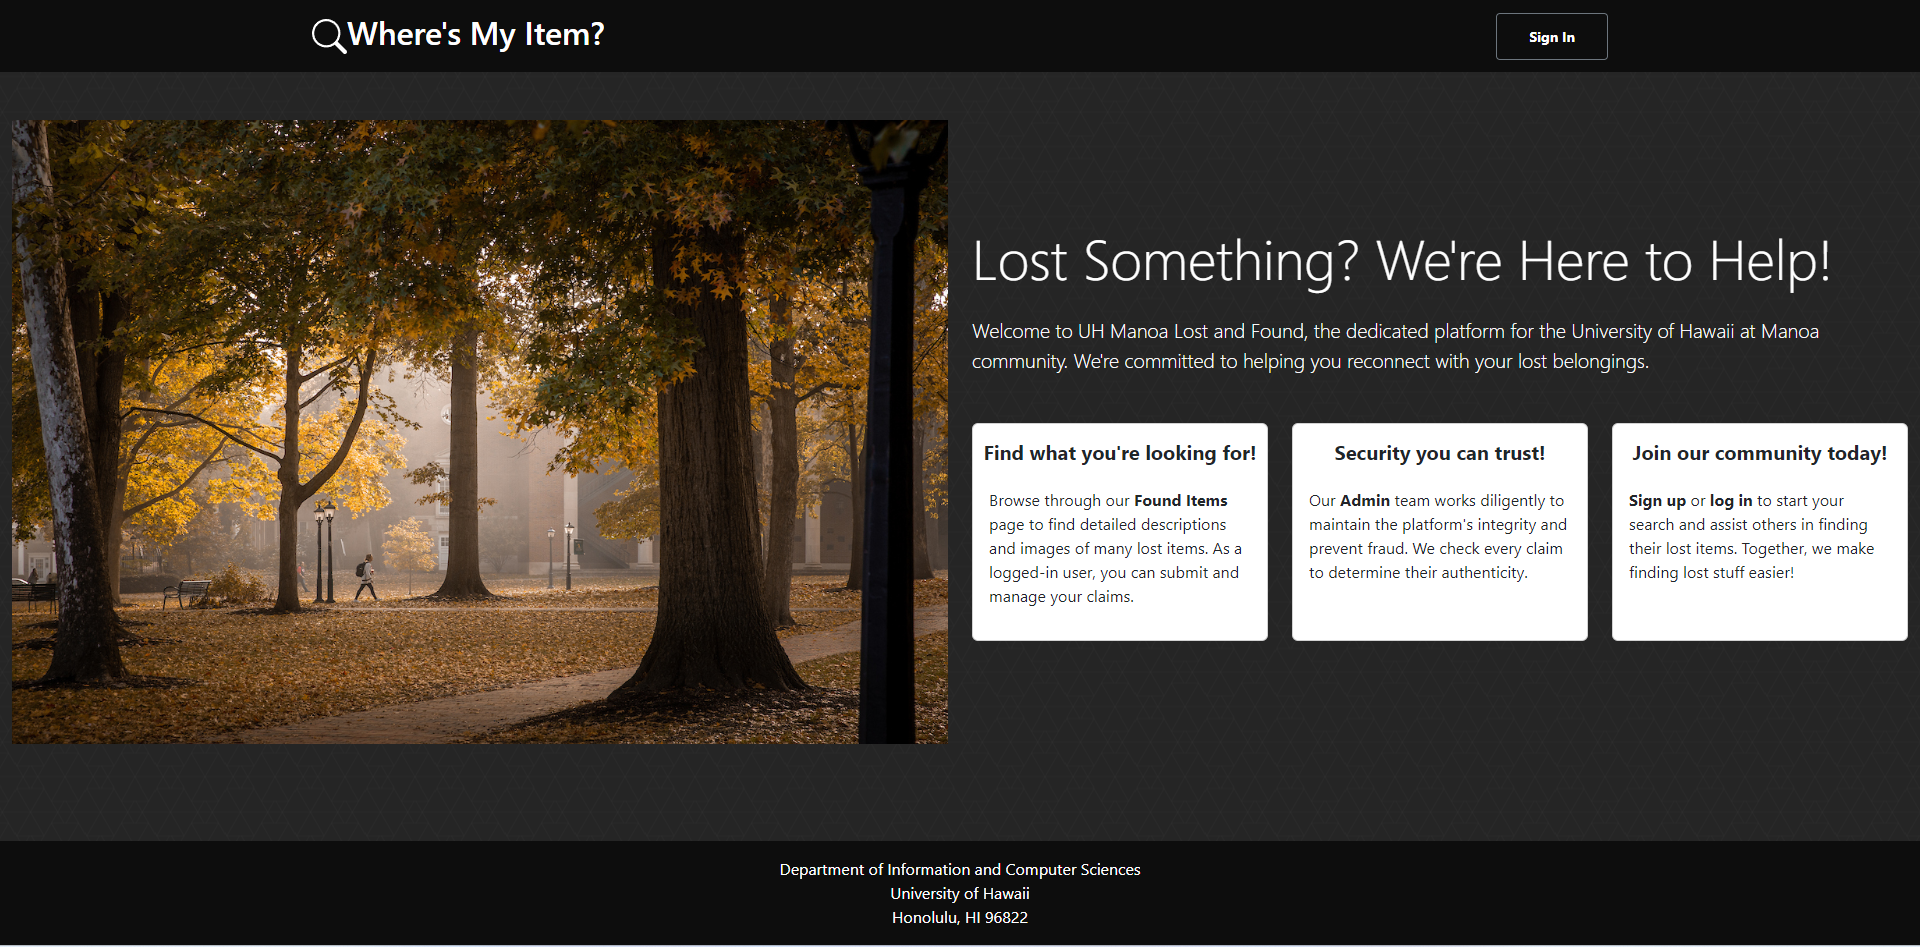 Where's My Item?
Sign In
Lost Something? We're Here to Help!
Welcome to UH Manoa Lost and Found, the dedicated platform for the University of Hawaii at Manoa
community. We're committed to helping you reconnect with your lost belongings.
Find what you're looking for!
Browse through our Found Items
page to find detailed descriptions
and images of many lost items. As a
logged-in user, you can submit and
manage your claims.
Security you can trust!
Our Admin team works diligently to
maintain the platform's integrity and
prevent fraud. We check every claim
to determine their authenticity.
Join our community today!
Sign up or log in to start your
search and assist others in finding
their lost items. Together, we make
finding lost stuff easier!
Department of Information and Computer Sciences
University of Hawaii
Honolulu, HI 96822